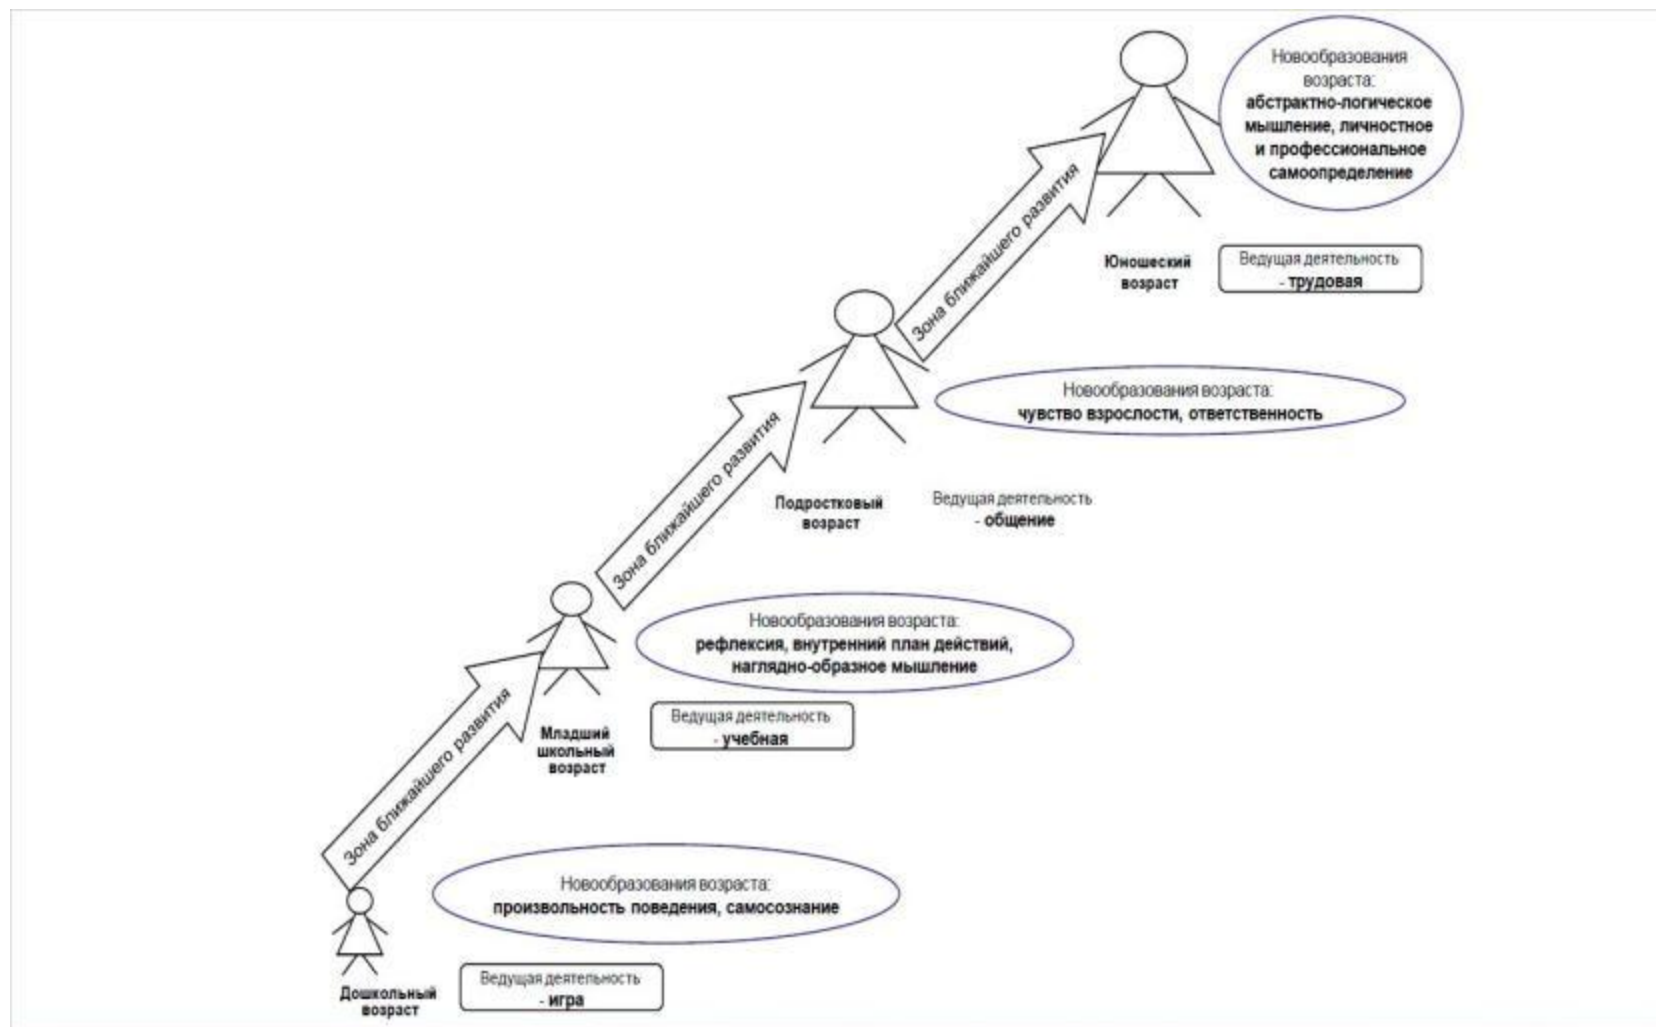 Новообразования
возраста:
абстрактно-логическое
мышление, личностное
и профессиональное
самоопределение
Зона ближайшего развития
Юношеский
возраст
Ведущая деятельность
- трудовая
Новообразования возраста:
чувство взрослости, ответственность
Зона ближайшего развития
Подростковый
возраст
Ведущая деятельность
- общение
Новообразования возраста:
рефлексия, внутренний план действий,
наглядно-образное мышление
Зона ближайшего развития
Младший
школьный
возраст
Ведущая деятельность
- учебная
Новообразования возраста:
произвольность поведения, самосознание
Дошкольный
возраст
Ведущая деятельность
- игра